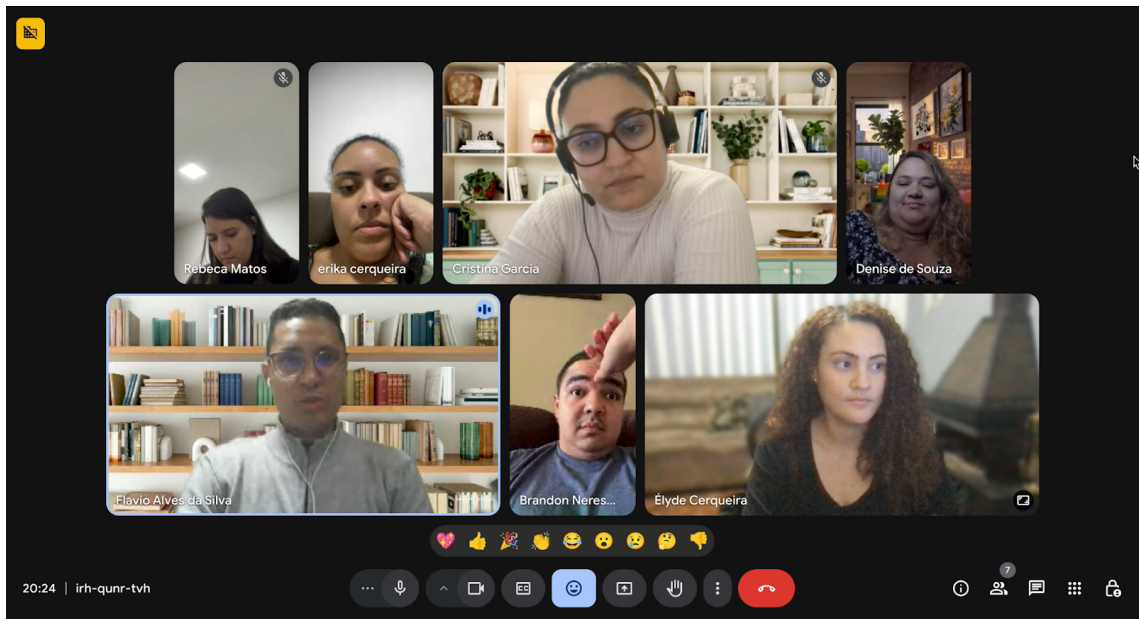 Rebeca Matos
erika cerqueira
Cristina Garcia
Denise de Souza
Flavio Alves da Silva
Brandon Neres...
Élyde Cerqueira
20:24 | irh-qunr-tvh
CC
7